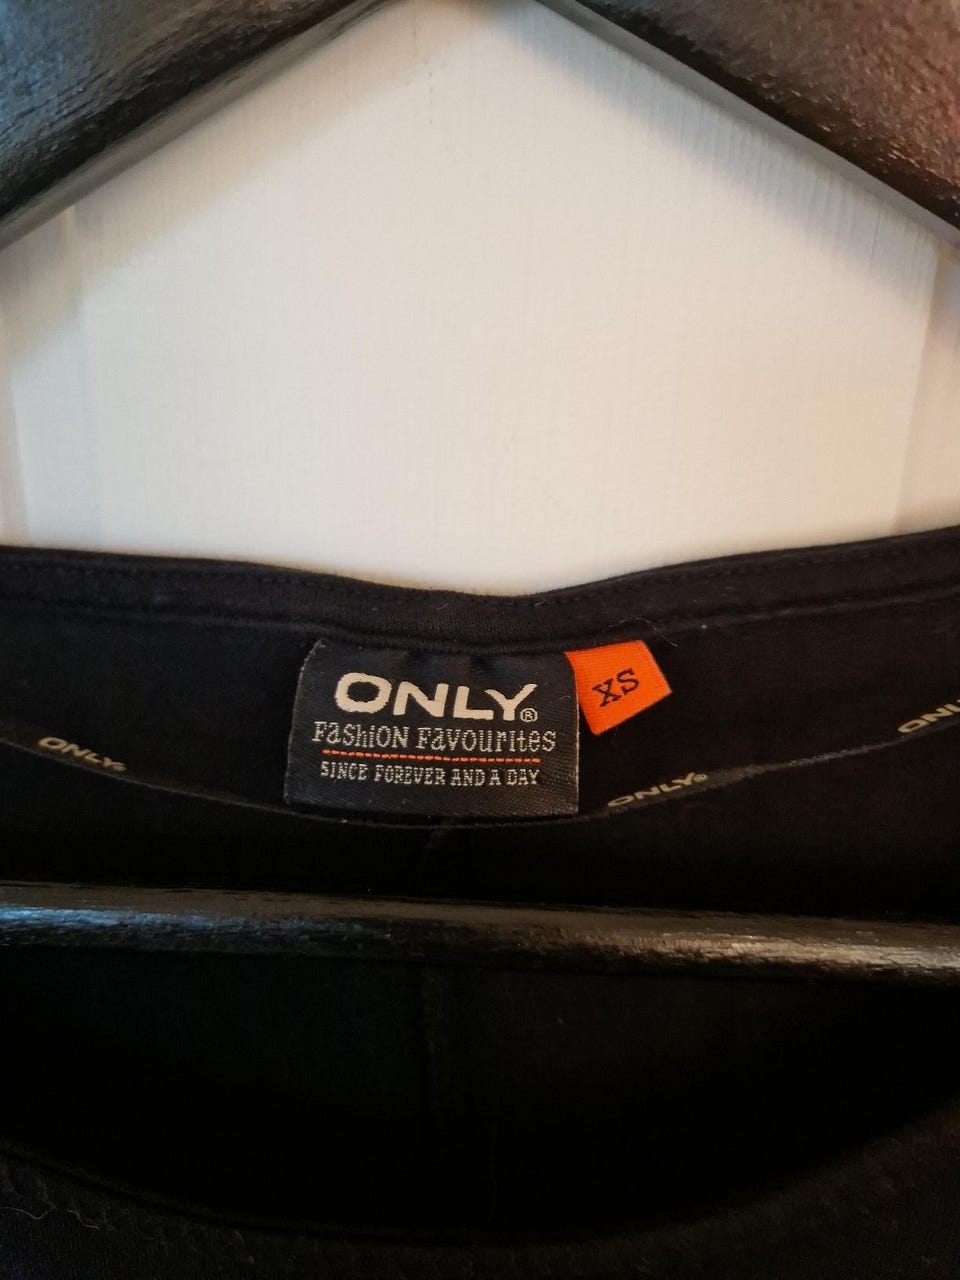 ONLY®
Fashion Favourites
SINCE FOREVER AND A DAY
XS
ONLY®
ONLY®
ONLY